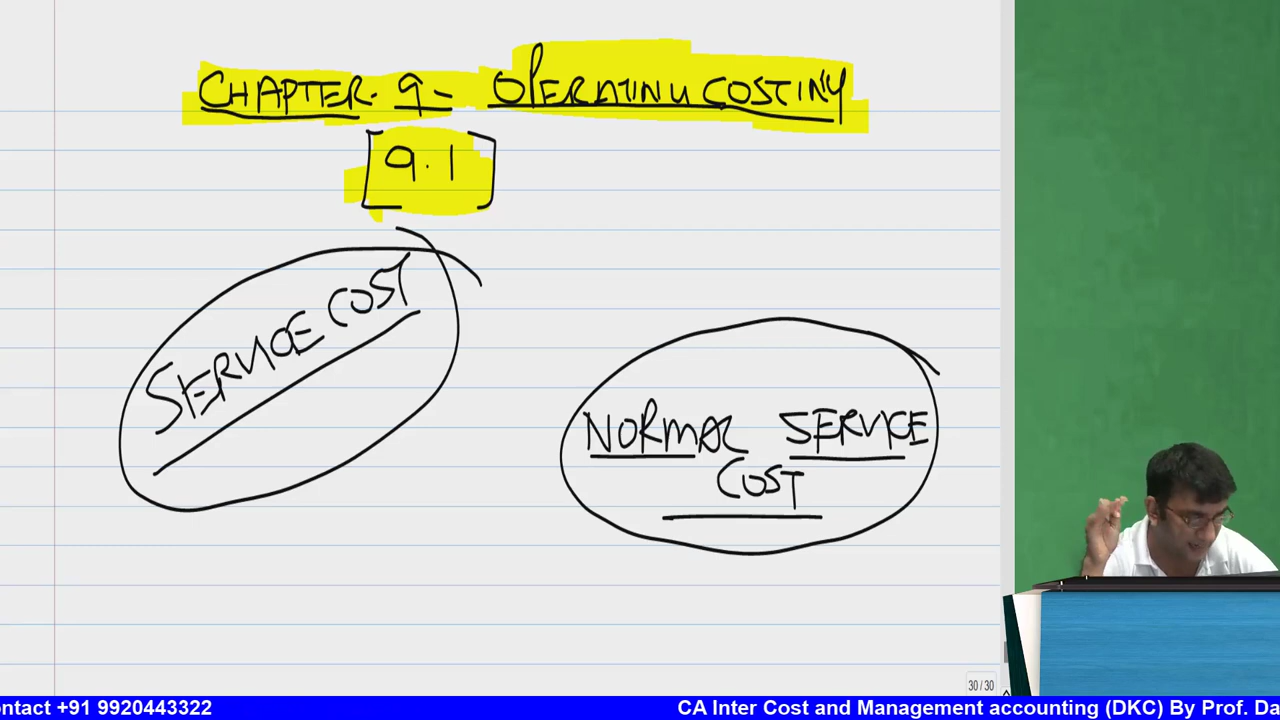 CHAPTER. 9 = OPERATING COSTING
[9.1]
SERVICE COST
NORMAL SERVICE
COST
30/30
ontact +91 9920443322
CA Inter Cost and Management accounting (DKC) By Prof. Da